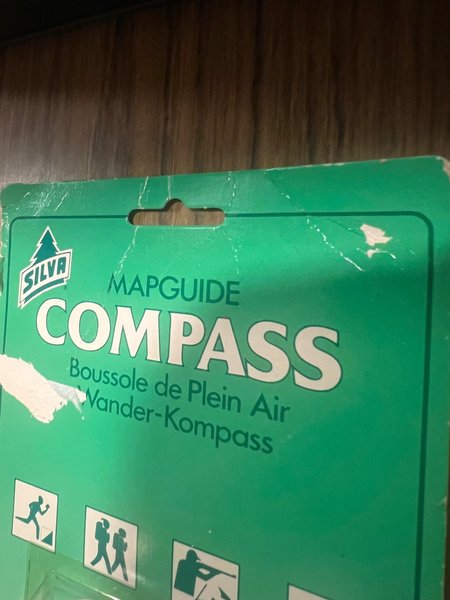 SILVA
MAPGUIDE
COMPASS
Boussole de Plein Air
Wander-Kompass